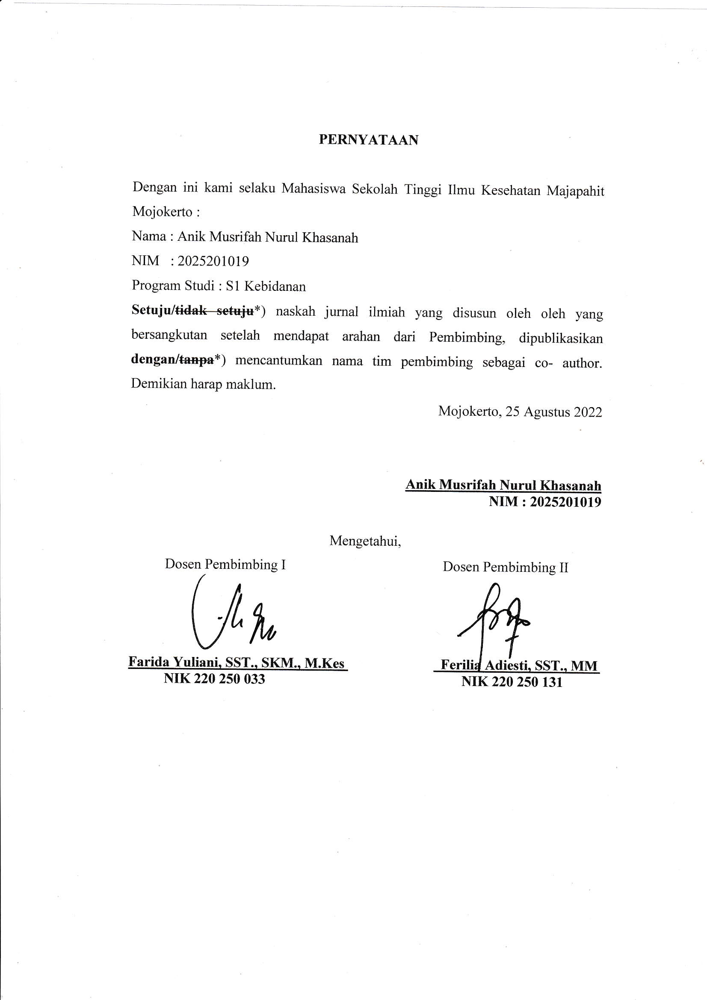 PERNYATAAN
Dengan ini kami selaku Mahasiswa Sekolah Tinggi Ilmu Kesehatan Majapahit
Mojokerto :
Nama : Anik Musrifah Nurul Khasanah
NIM : 2025201019
Program Studi : S1 Kebidanan
Setuju/tidak setuju*) naskah jurnal ilmiah yang disusun oleh oleh yang
bersangkutan setelah mendapat arahan dari Pembimbing, dipublikasikan
dengan/tanpa*) mencantumkan nama tim pembimbing sebagai co- author.
Demikian harap maklum.
Mojokerto, 25 Agustus 2022
Anik Musrifah Nurul Khasanah
NIM : 2025201019
Mengetahui,
Dosen Pembimbing I
Dosen Pembimbing II
Farida Yuliani, SST., SKM., M.Kes
Ferilia Adiesti, SST., MM
NIK 220 250 033
NIK 220 250 131